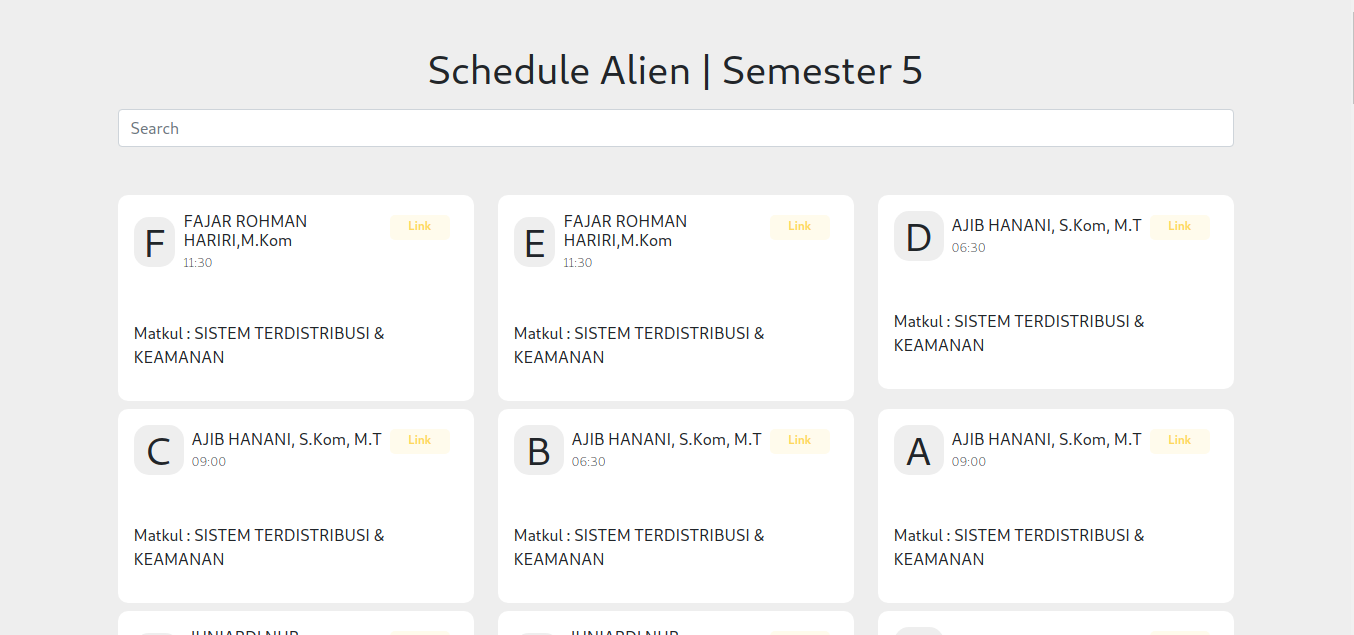 Schedule Alien | Semester 5
Search
F
FAJAR ROHMAN
HARIRI,M.Kom
11:30
Link
Matkul : SISTEM TERDISTRIBUSI &
KEAMANAN
E
FAJAR ROHMAN
HARIRI,M.Kom
11:30
Link
Matkul : SISTEM TERDISTRIBUSI &
KEAMANAN
D
AJIB HANANI, S.Kom, M.T
06:30
Link
Matkul : SISTEM TERDISTRIBUSI &
KEAMANAN
C
AJIB HANANI, S.Kom, M.T
09:00
Link
Matkul : SISTEM TERDISTRIBUSI &
KEAMANAN
B
AJIB HANANI, S.Kom, M.T
06:30
Link
Matkul : SISTEM TERDISTRIBUSI &
KEAMANAN
A
AJIB HANANI, S.Kom, M.T
09:00
Link
Matkul : SISTEM TERDISTRIBUSI &
KEAMANAN